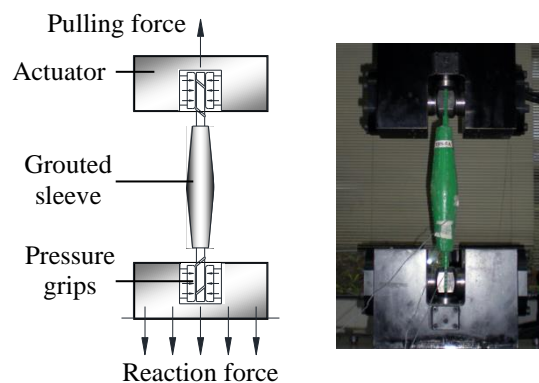 Pulling force
Actuator
Grouted
sleeve
Pressure
grips
Reaction force